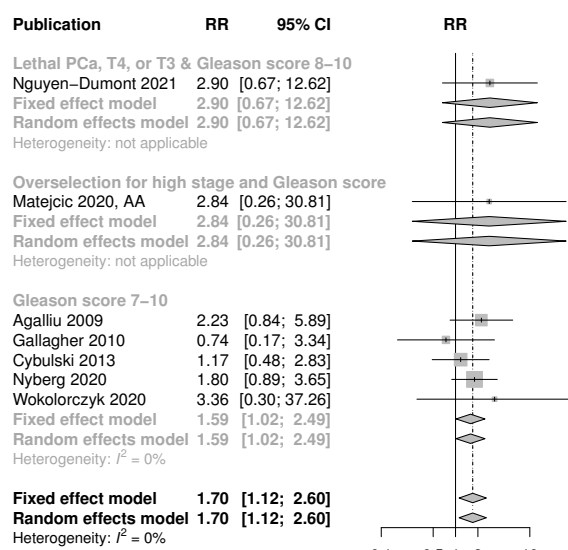 Publication RR 95% CI RR
Lethal PCa, T4, or T3 & Gleason score 8−10
Nguyen−Dumont 2021 2.90 [0.67; 12.62]
Fixed effect model 2.90 [0.67; 12.62]
Random effects model 2.90 [0.67; 12.62]
Heterogeneity: not applicable
Overselection for high stage and Gleason score
Matejcic 2020, AA 2.84 [0.26; 30.81]
Fixed effect model 2.84 [0.26; 30.81]
Random effects model 2.84 [0.26; 30.81]
Heterogeneity: not applicable
Gleason score 7−10
Agalliu 2009 2.23 [0.84; 5.89]
Gallagher 2010 0.74 [0.17; 3.34]
Cybulski 2013 1.17 [0.48; 2.83]
Nyberg 2020 1.80 [0.89; 3.65]
Wokolorczyk 2020 3.36 [0.30; 37.26]
Fixed effect model 1.59 [1.02; 2.49]
Random effects model 1.59 [1.02; 2.49]
Heterogeneity: I² = 0%
Fixed effect model 1.70 [1.12; 2.60]
Random effects model 1.70 [1.12; 2.60]
Heterogeneity: I² = 0%